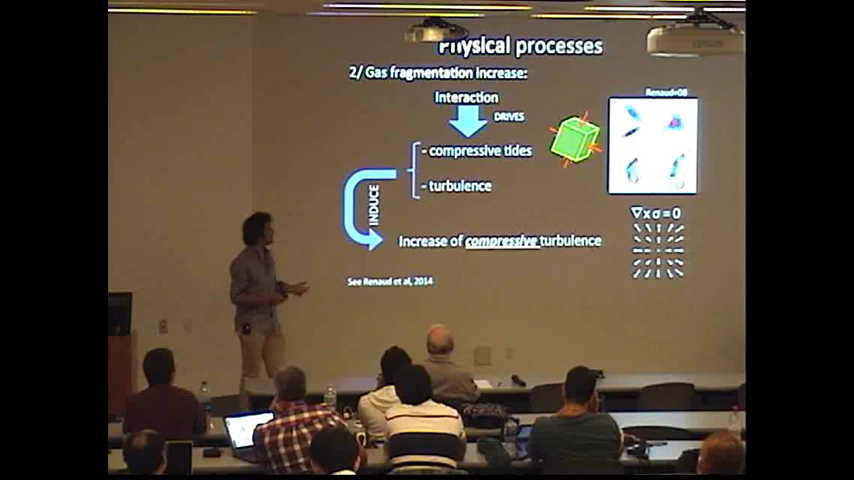 Physical processes
2/ Gas fragmentation increase:
Interaction
DRIVES
Renaud+08
- compressive tides
- turbulence
INDUCE
∇ x σ = 0
Increase of compressive turbulence
See Renaud et al, 2014
EPSON